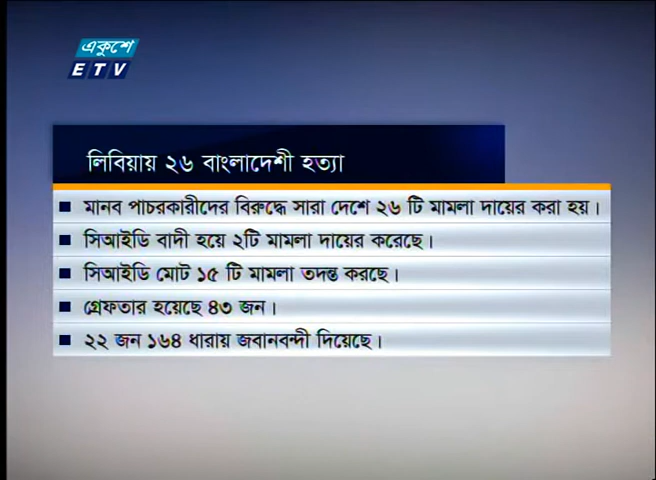 একুশে
ETV
লিবিয়ায় ২৬ বাংলাদেশী হত্যা
মানব পাচরকারীদের বিরুদ্ধে সারা দেশে ২৬ টি মামলা দায়ের করা হয়।
সিআইডি বাদী হয়ে ২টি মামলা দায়ের করেছে।
সিআইডি মোট ১৫ টি মামলা তদন্ত করছে।
গ্রেফতার হয়েছে ৪৩ জন।
২২ জন ১৬৪ ধারায় জবানবন্দী দিয়েছে।